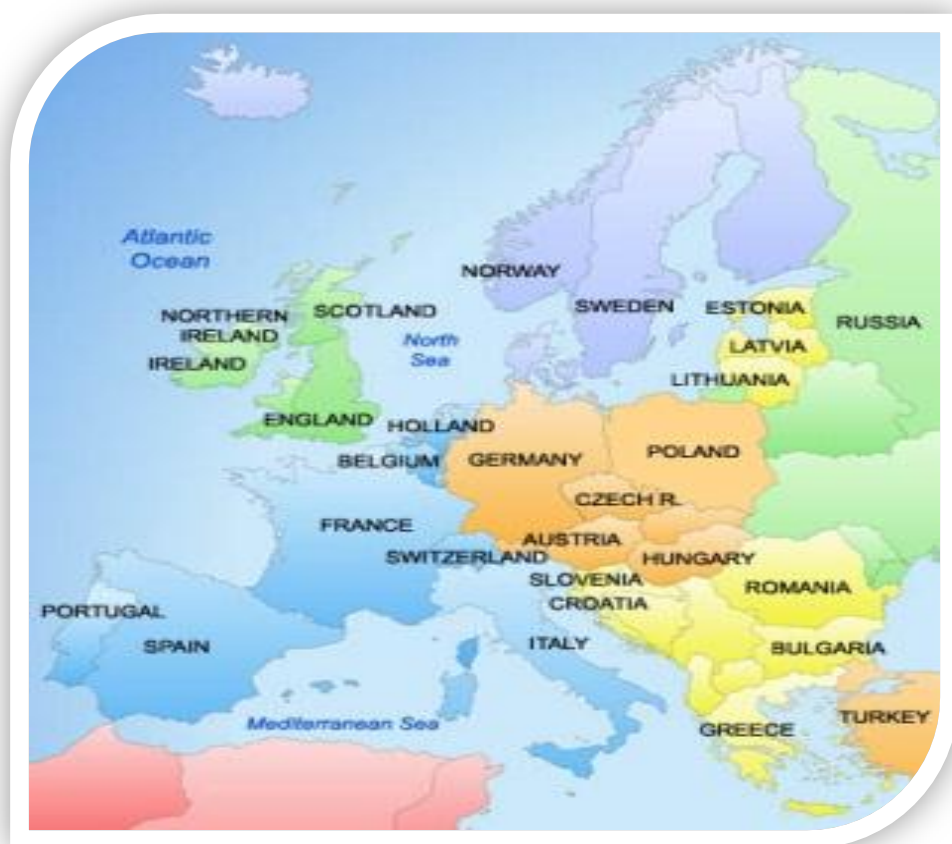 Atlantic
Ocean
NORWAY
SWEDEN
ESTONIA
RUSSIA
NORTHERN
IRELAND
SCOTLAND
North
Sea
LATVIA
IRELAND
LITHUANIA
ENGLAND
HOLLAND
BELGIUM
GERMANY
POLAND
CZECH R.
FRANCE
AUSTRIA
SWITZERLAND
HUNGARY
SLOVENIA
ROMANIA
CROATIA
PORTUGAL
SPAIN
ITALY
BULGARIA
Mediterranean Sea
GREECE
TURKEY